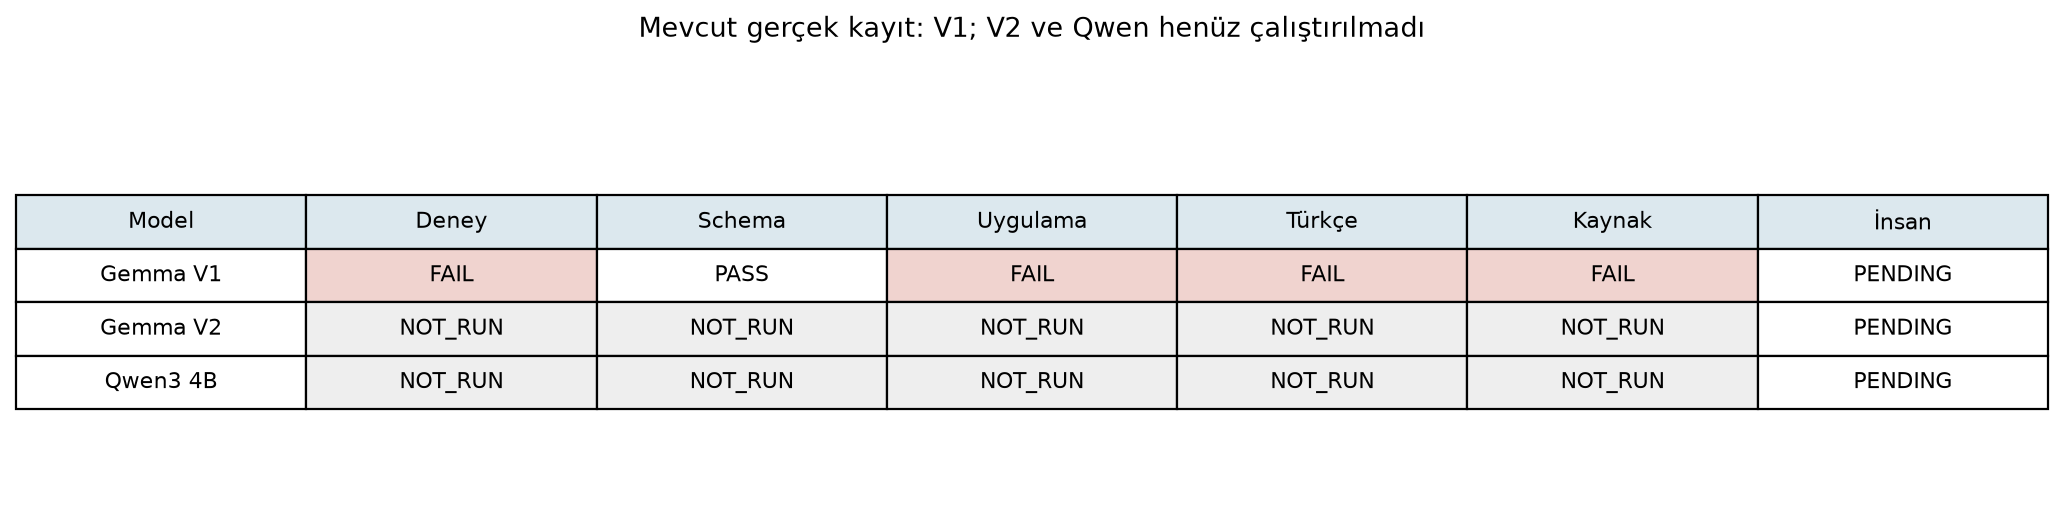 Mevcut gerçek kayıt: V1; V2 ve Qwen henüz çalıştırılmadı
Model Deney Schema Uygulama Türkçe Kaynak İnsan
Gemma V1 FAIL PASS FAIL FAIL FAIL PENDING
Gemma V2 NOT_RUN NOT_RUN NOT_RUN NOT_RUN NOT_RUN PENDING
Qwen3 4B NOT_RUN NOT_RUN NOT_RUN NOT_RUN NOT_RUN PENDING